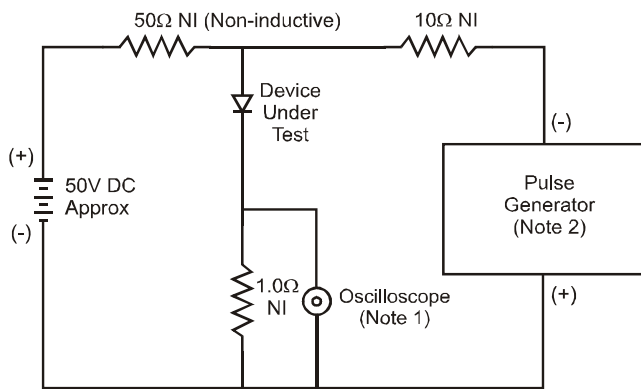 50Ω NI (Non-inductive)
10Ω NI
Device
Under
Test
(-)
(+)
50V DC
Approx
(-)
Pulse
Generator
(Note 2)
1.0Ω
NI
Oscilloscope
(Note 1)
(+)